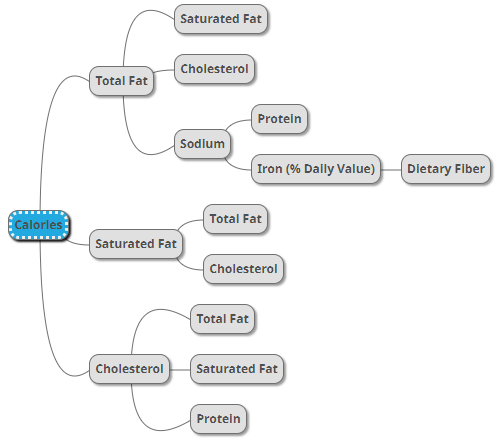 Saturated Fat
Total Fat
Cholesterol
Protein
Sodium
Iron (% Daily Value)
Dietary Fiber
Calories
Total Fat
Saturated Fat
Cholesterol
Total Fat
Cholesterol
Saturated Fat
Protein